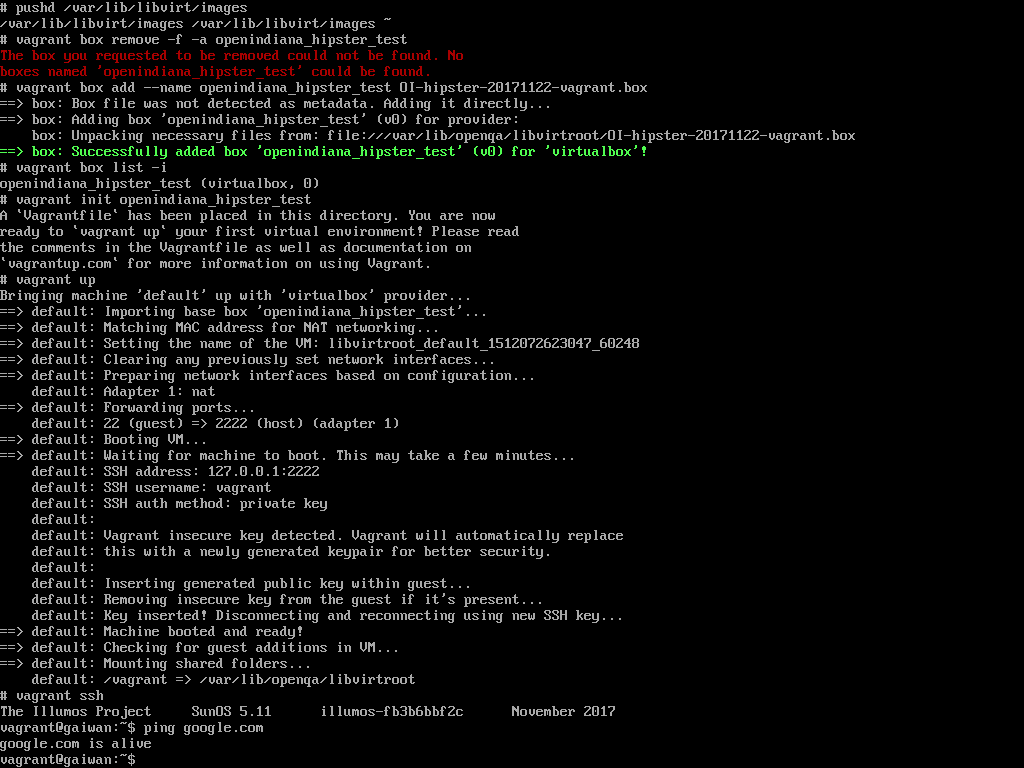 # pushd /var/lib/libvirt/images
/var/lib/libvirt/images /var/lib/libvirt/images ~
# vagrant box remove -f -a openindiana_hipster_test
The box you requested to be removed could not be found. No
boxes named 'openindiana_hipster_test' could be found.
# vagrant box add --name openindiana_hipster_test OI-hipster-20171122-vagrant.box
==> box: Box file was not detected as metadata. Adding it directly...
==> box: Adding box 'openindiana_hipster_test' (v0) for provider:
    box: Unpacking necessary files from: file:///var/lib/openqa/libvirtroot/OI-hipster-20171122-vagrant.box
==> box: Successfully added box 'openindiana_hipster_test' (v0) for 'virtualbox'!
# vagrant box list -i
openindiana_hipster_test (virtualbox, 0)
# vagrant init openindiana_hipster_test
A `Vagrantfile` has been placed in this directory. You are now
ready to `vagrant up` your first virtual environment! Please read
the comments in the Vagrantfile as well as documentation on
`vagrantup.com` for more information on using Vagrant.
# vagrant up
Bringing machine 'default' up with 'virtualbox' provider...
==> default: Importing base box 'openindiana_hipster_test'...
==> default: Matching MAC address for NAT networking...
==> default: Setting the name of the VM: libvirtroot_default_1512072623047_60248
==> default: Clearing any previously set network interfaces...
==> default: Preparing network interfaces based on configuration...
    default: Adapter 1: nat
==> default: Forwarding ports...
    default: 22 (guest) => 2222 (host) (adapter 1)
==> default: Booting VM...
==> default: Waiting for machine to boot. This may take a few minutes...
    default: SSH address: 127.0.0.1:2222
    default: SSH username: vagrant
    default: SSH auth method: private key
    default:
    default: Vagrant insecure key detected. Vagrant will automatically replace
    default: this with a newly generated keypair for better security.
    default:
    default: Inserting generated public key within guest...
    default: Removing insecure key from the guest if it's present...
    default: Key inserted! Disconnecting and reconnecting using new SSH key...
==> default: Machine booted and ready!
==> default: Checking for guest additions in VM...
==> default: Mounting shared folders...
    default: /vagrant => /var/lib/openqa/libvirtroot
# vagrant ssh
The Illumos Project     SunOS 5.11      illumos-fb3b6bbf2c      November 2017
vagrant@gaiwan:~$ ping google.com
google.com is alive
vagrant@gaiwan:~$